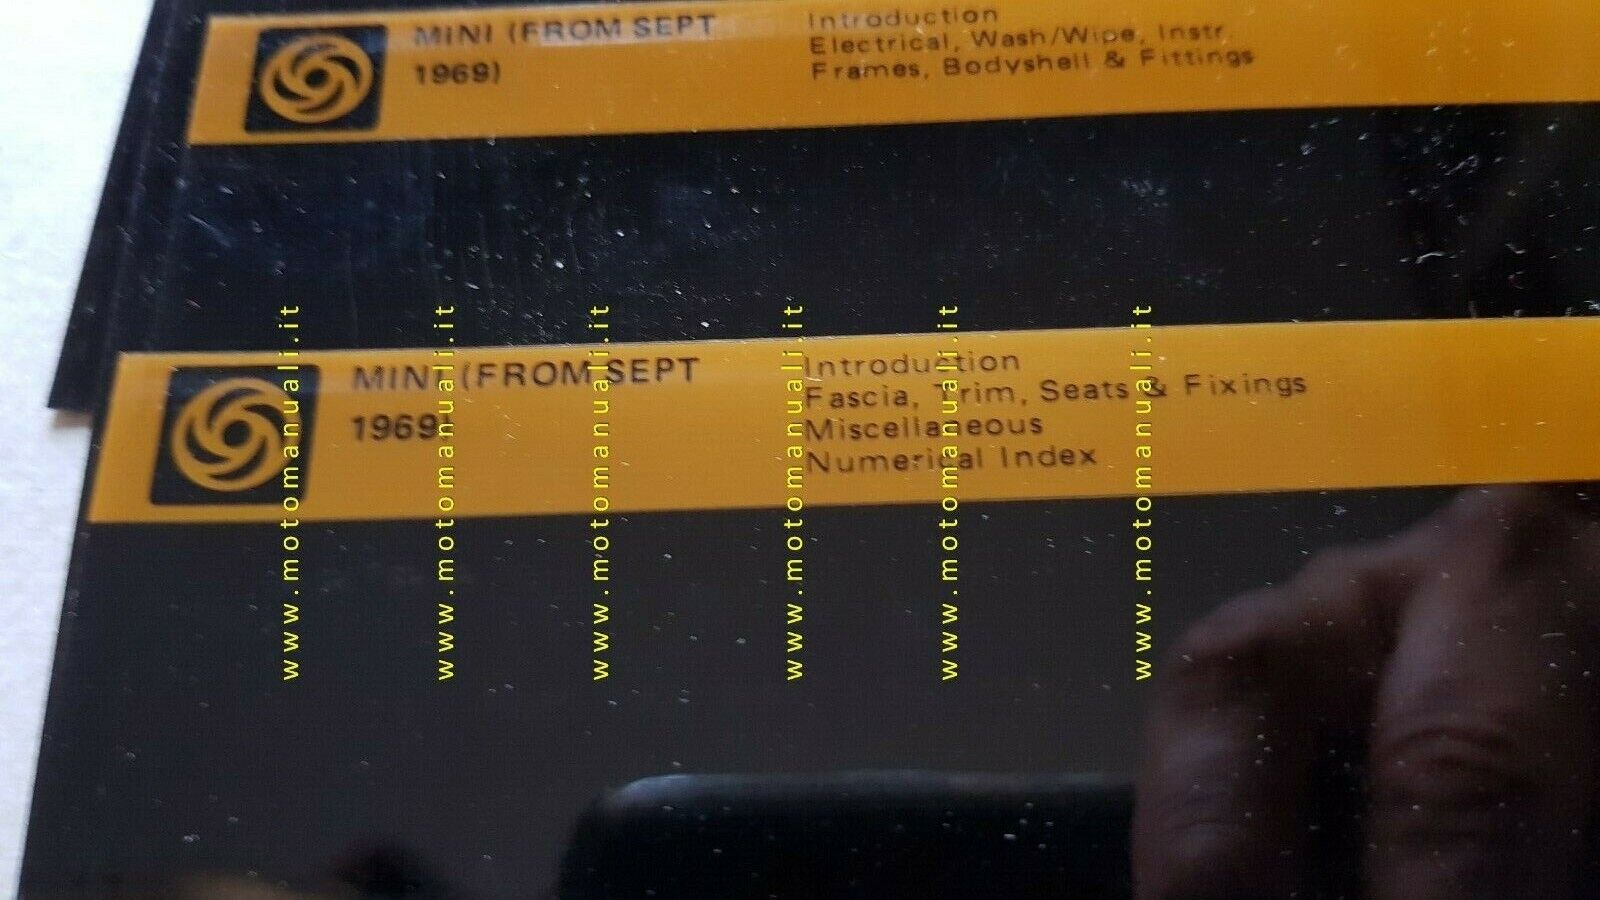 MINI (FROM SEPT
1969)
Introduction
Electrical, Wash/Wipe, Instr.
Frames, Bodyshell & Fittings
MINI (FROM SEPT
1969)
Introduction
Fascia, Trim, Seats & Fixings
Miscellaneous
Numerical Index
www.motomanuali.it
www.motomanuali.it
www.motomanuali.it
www.motomanuali.it
www.motomanuali.it
www.motomanuali.it